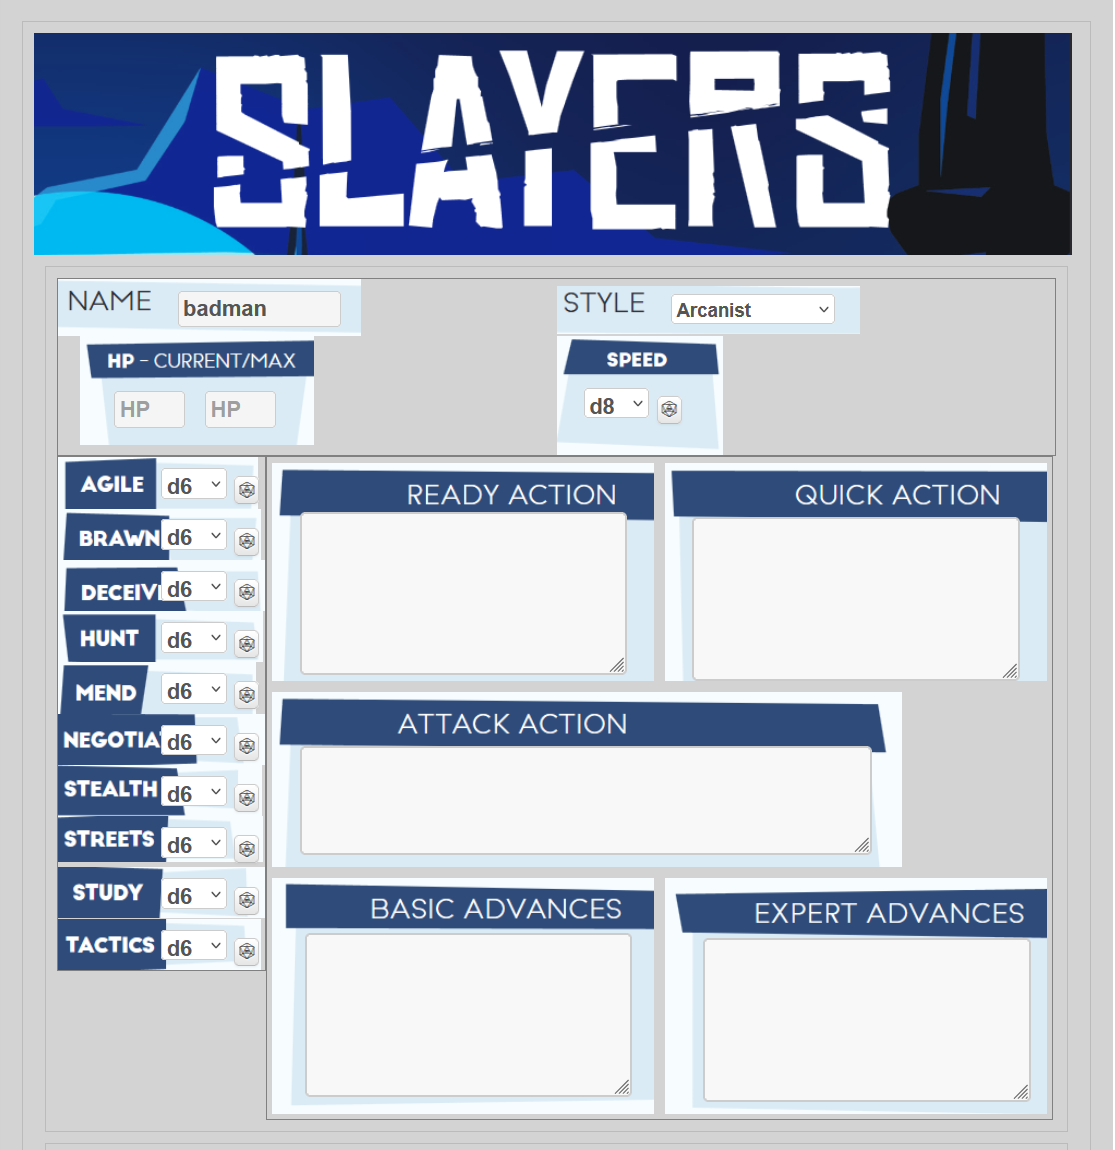 SLAYERS
NAME badman
STYLE Arcanist
HP - CURRENT/MAX
HP HP
SPEED
d8
AGILE d6
BRAWN d6
DECEIV d6
HUNT d6
MEND d6
NEGOTIA d6
STEALTH d6
STREETS d6
STUDY d6
TACTICS d6
READY ACTION
QUICK ACTION
ATTACK ACTION
BASIC ADVANCES
EXPERT ADVANCES